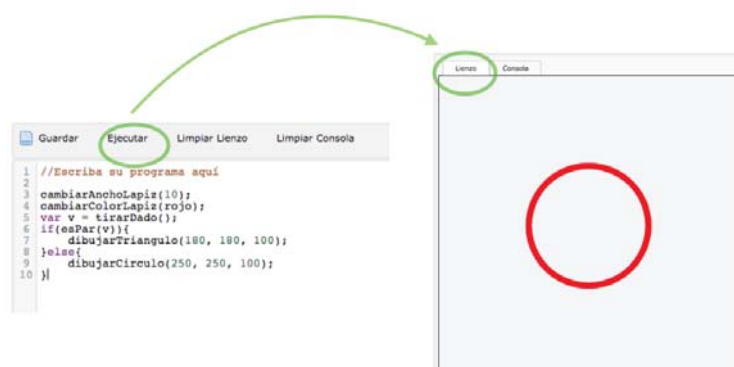 Lienzo Consola
Guardar Ejecutar Limpiar Lienzo Limpiar Consola
1 //Escriba su programa aquí
2
3 cambiarAnchoLapiz(10);
4 cambiarColorLapiz(rojo);
5 var v = tirarDado();
6 if(esPar(v)){
7 dibujarTriangulo(180, 180, 100);
8 }else{
9 dibujarCirculo(250, 250, 100);
10 }